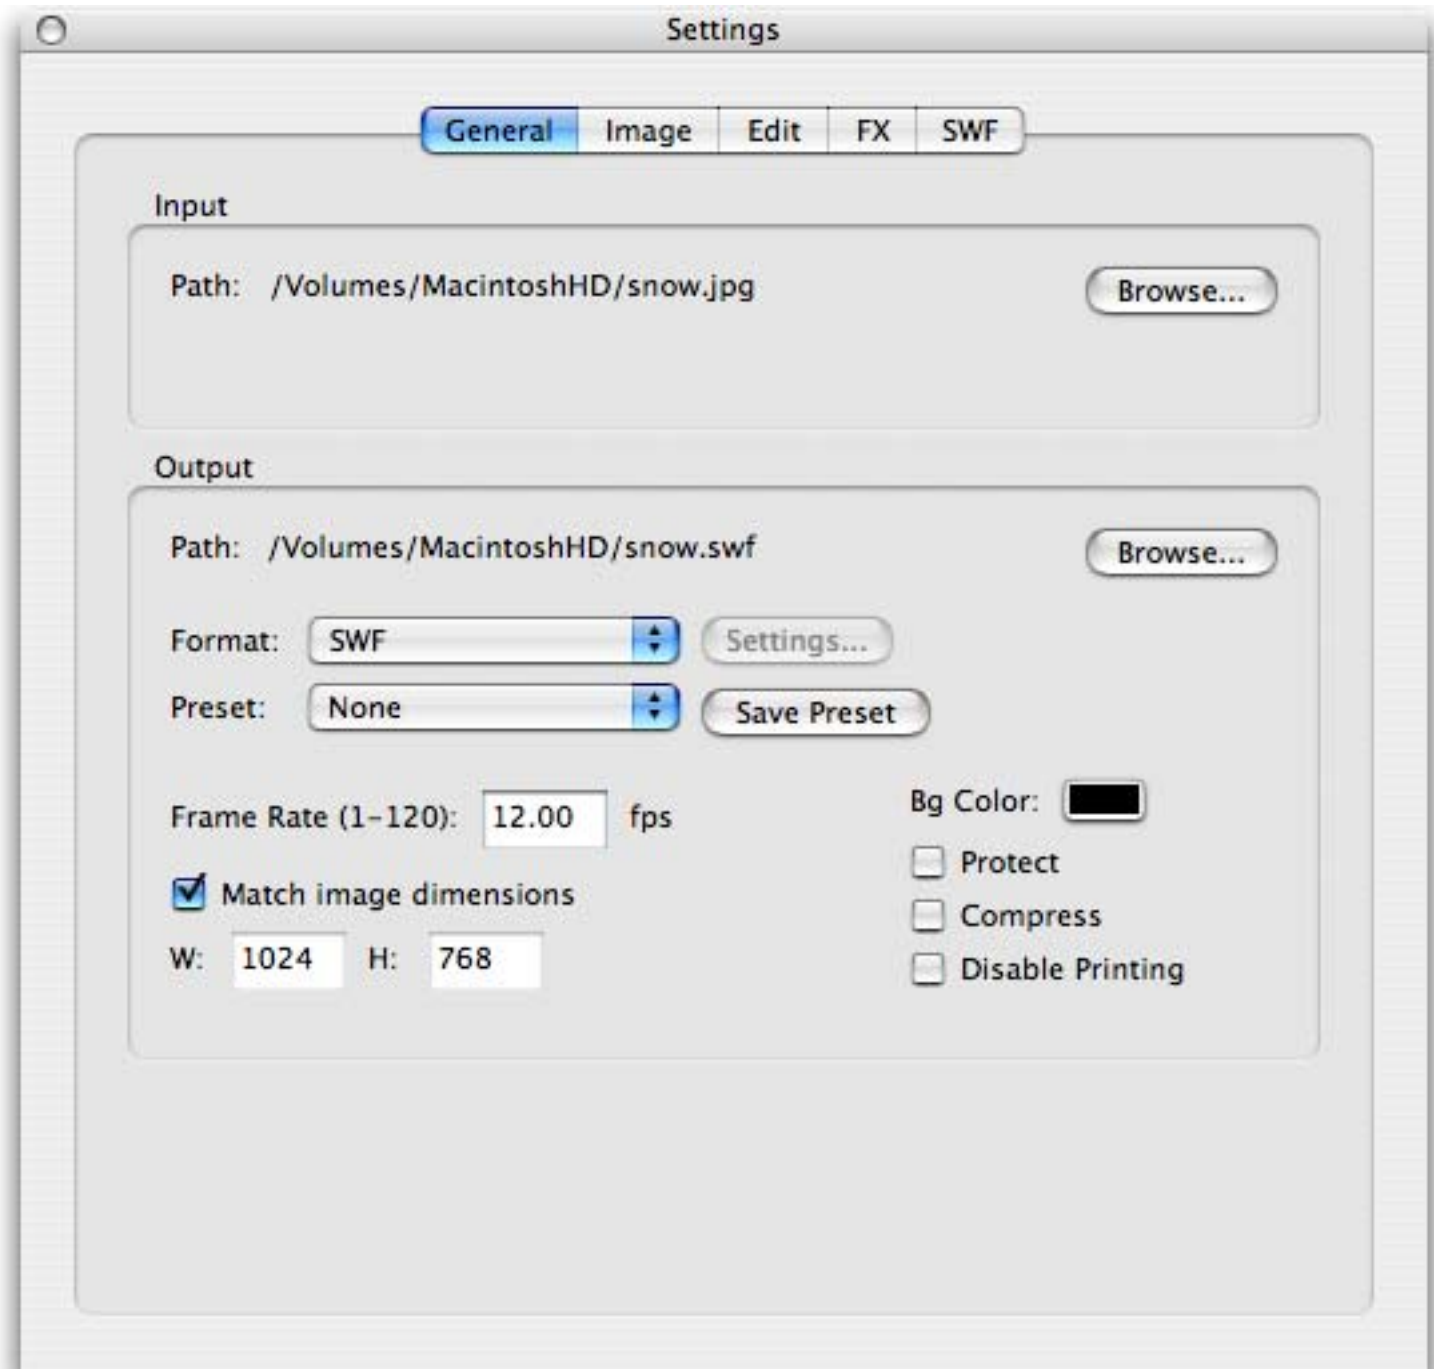 Settings
General Image Edit FX SWF
Input
Path: /Volumes/MacintoshHD/snow.jpg Browse...
Output
Path: /Volumes/MacintoshHD/snow.swf Browse...
Format: SWF Settings...
Preset: None Save Preset
Frame Rate (1-120): 12.00 fps
Bg Color:
Protect
Match image dimensions
Compress
W: 1024 H: 768
Disable Printing